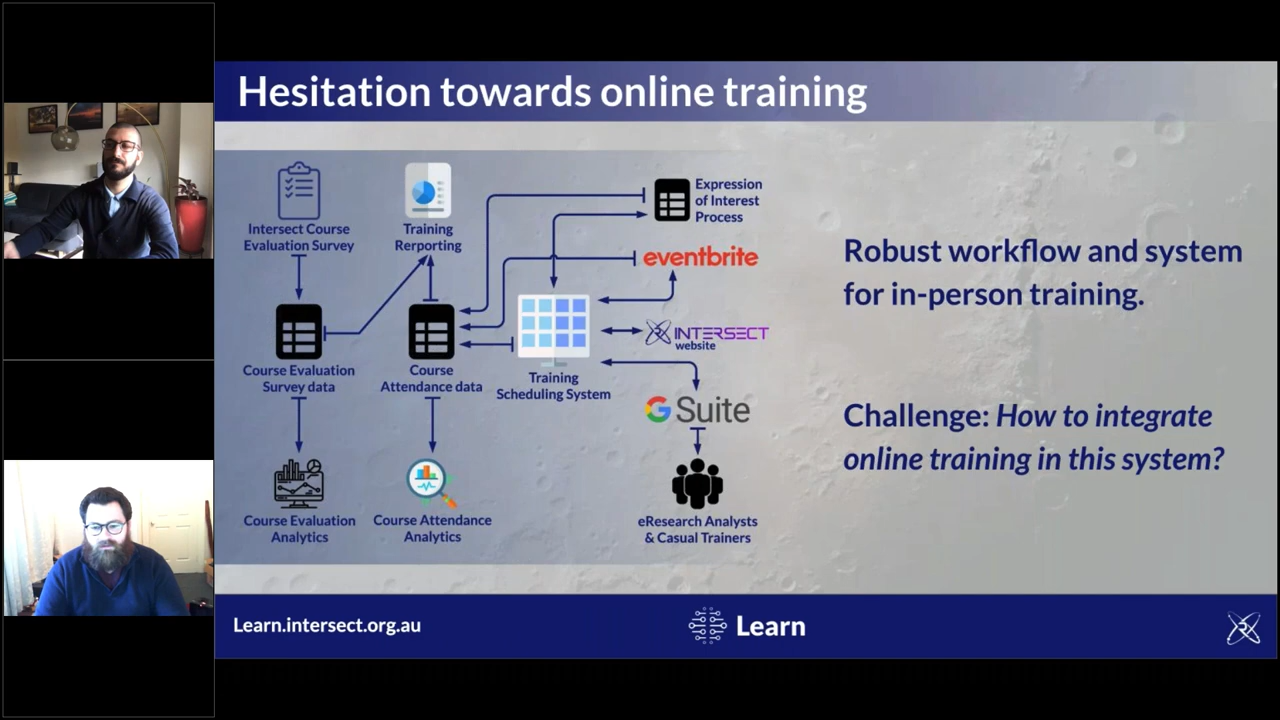 Hesitation towards online training
Intersect Course
Evaluation Survey
Training
Rerporting
Expression
of Interest
Process
eventbrite
INTERSECT
website
Course Evaluation
Survey data
Course
Attendance data
Training
Scheduling System
G Suite
Course Evaluation
Analytics
Course Attendance
Analytics
eResearch Analysts
& Casual Trainers
Robust workflow and system
for in-person training.
Challenge: How to integrate
online training in this system?
Learn.intersect.org.au
Learn